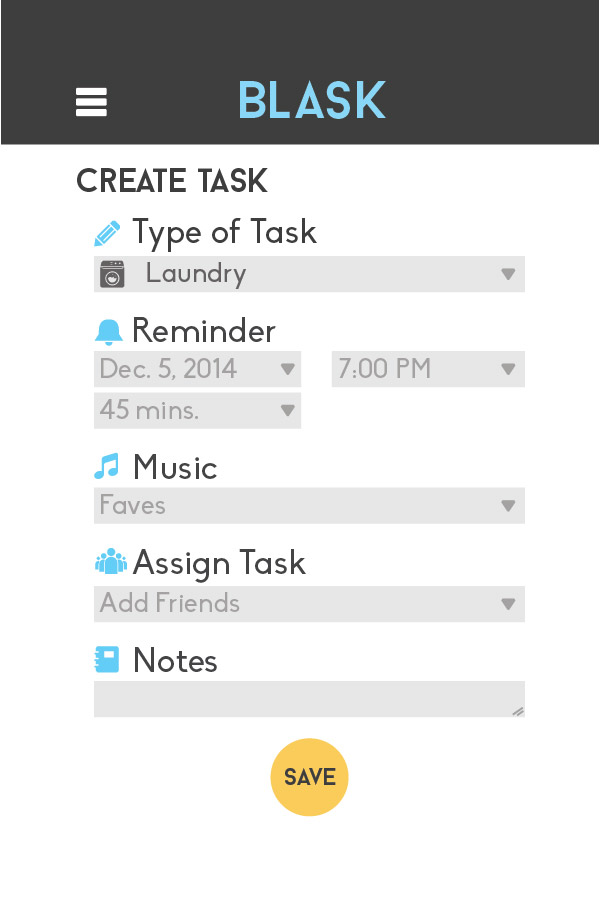 BLASK
CREATE TASK
Type of Task
Laundry
Reminder
Dec. 5, 2014 7:00 PM
45 mins.
Music
Faves
Assign Task
Add Friends
Notes
SAVE